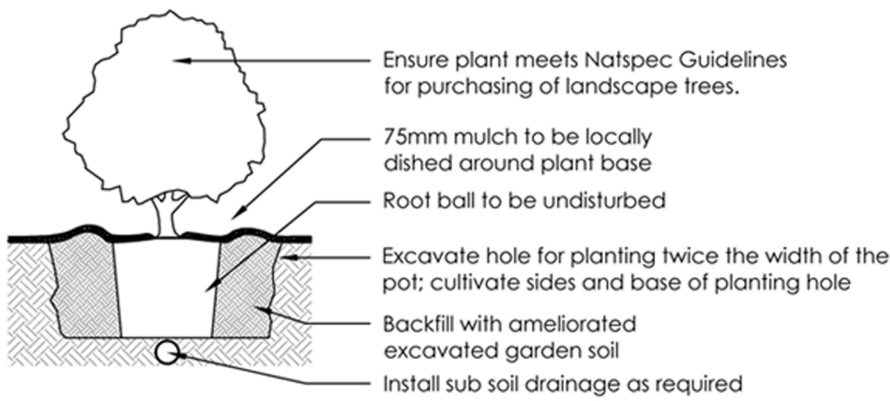 Ensure plant meets Natspec Guidelines
for purchasing of landscape trees.
75mm mulch to be locally
dished around plant base
Root ball to be undisturbed
Excavate hole for planting twice the width of the
pot; cultivate sides and base of planting hole
Backfill with ameliorated
excavated garden soil
Install sub soil drainage as required